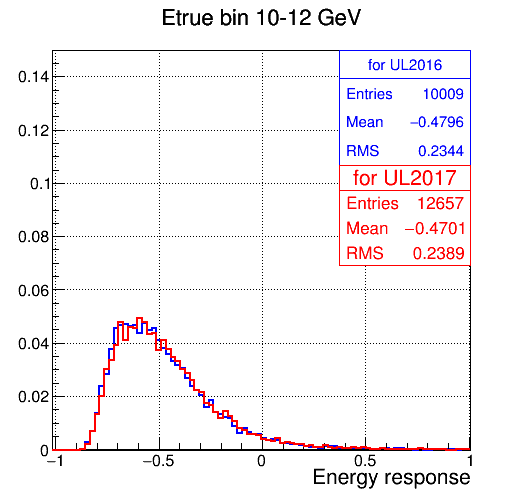 Etrue bin 10-12 GeV
for UL2016
Entries 10009
Mean −0.4796
RMS 0.2344
for UL2017
Entries 12657
Mean −0.4701
RMS 0.2389
0.14
0.12
0.1
0.08
0.06
0.04
0.02
0
−1 −0.5 0 0.5 1
Energy response